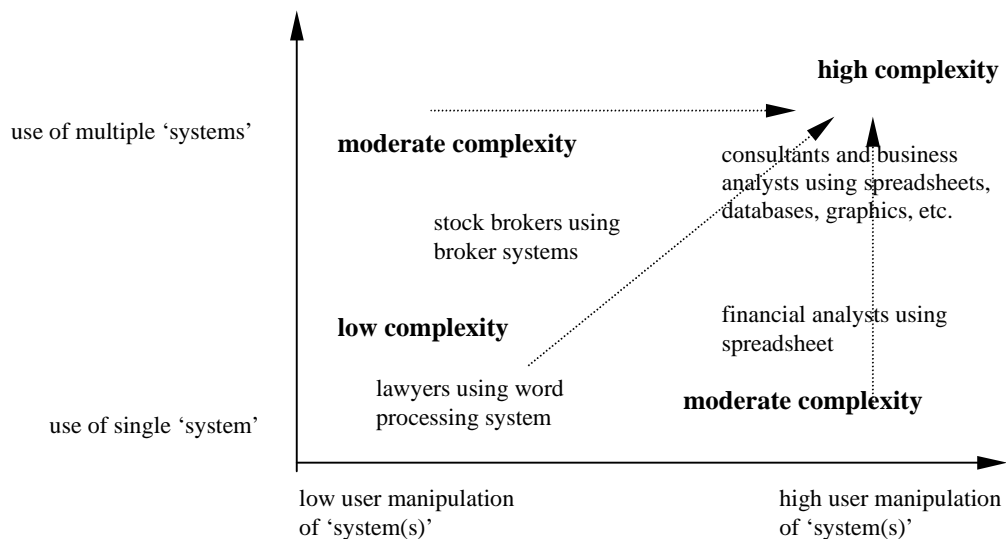 high complexity
use of multiple ‘systems’
moderate complexity
consultants and business
analysts using spreadsheets,
databases, graphics, etc.
stock brokers using
broker systems
low complexity
financial analysts using
spreadsheet
lawyers using word
processing system
moderate complexity
use of single ‘system’
low user manipulation
of ‘system(s)’
high user manipulation
of ‘system(s)’